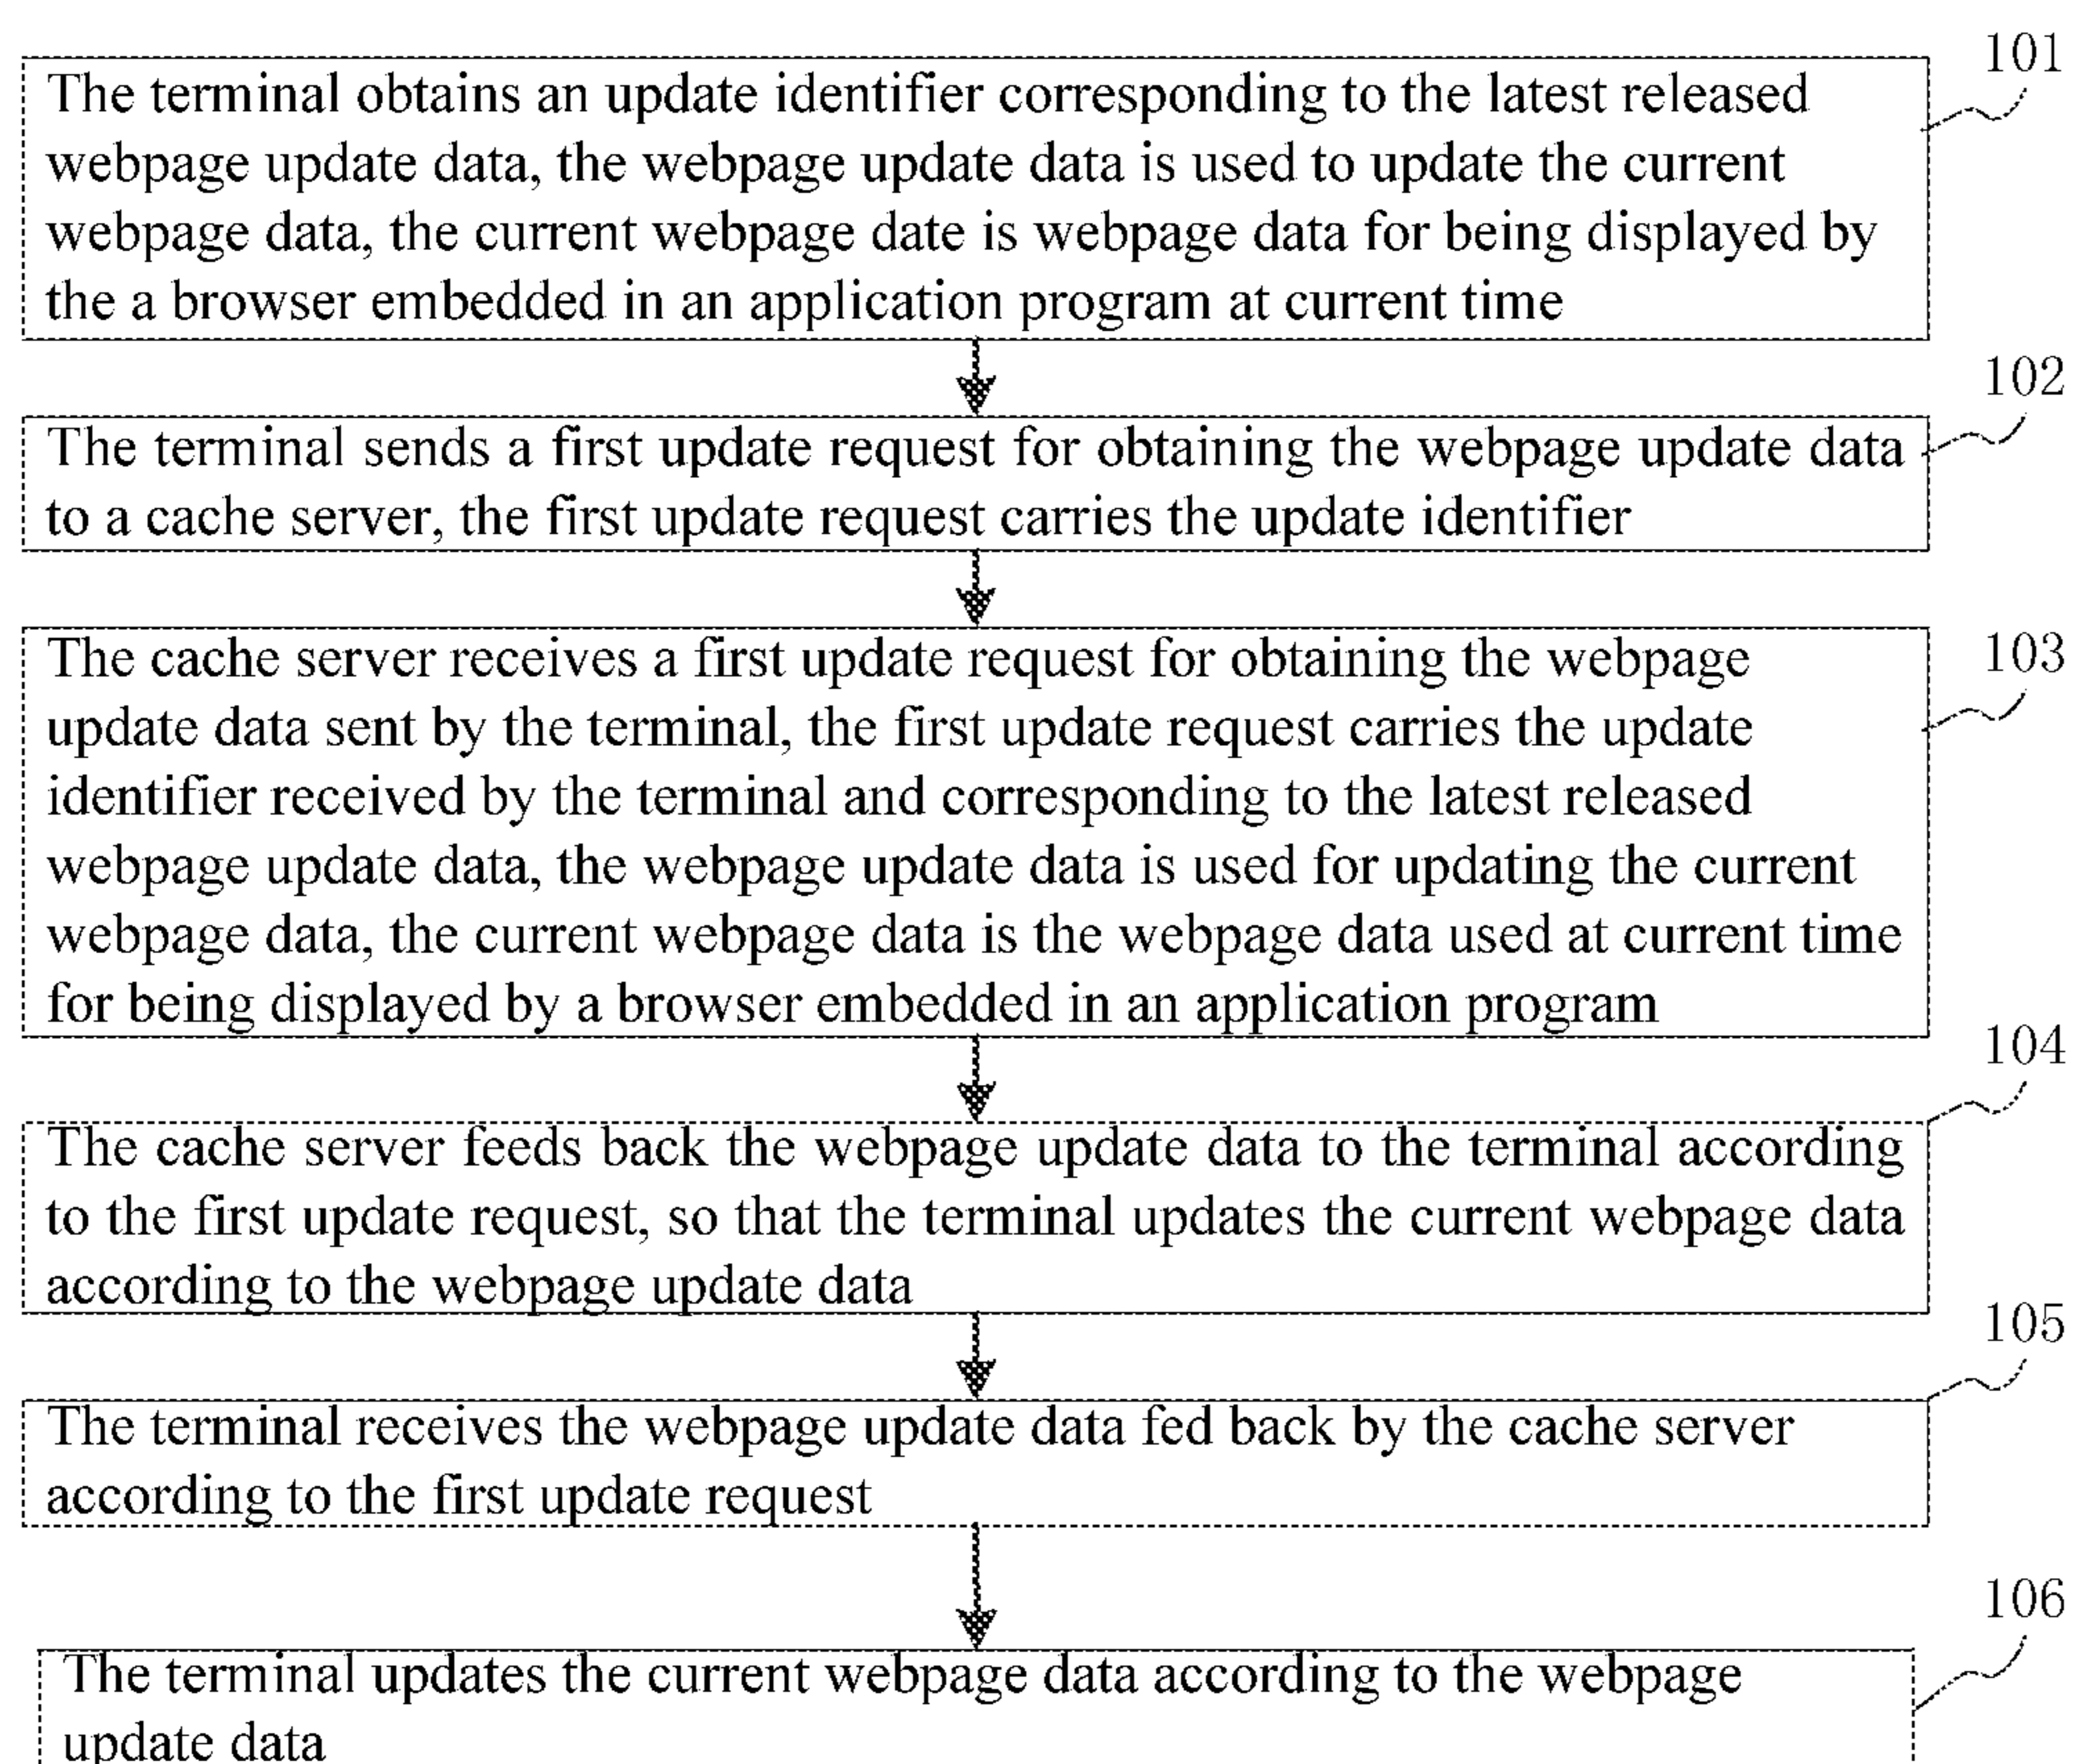 101
The terminal obtains an update identifier corresponding to the latest released
webpage update data, the webpage update data is used to update the current
webpage data, the current webpage date is webpage data for being displayed by
the a browser embedded in an application program at current time
102
The terminal sends a first update request for obtaining the webpage update data
to a cache server, the first update request carries the update identifier
103
The cache server receives a first update request for obtaining the webpage
update data sent by the terminal, the first update request carries the update
identifier received by the terminal and corresponding to the latest released
webpage update data, the webpage update data is used for updating the current
webpage data, the current webpage data is the webpage data used at current time
for being displayed by a browser embedded in an application program
104
The cache server feeds back the webpage update data to the terminal according
to the first update request, so that the terminal updates the current webpage data
according to the webpage update data
105
The terminal receives the webpage update data fed back by the cache server
according to the first update request
106
The terminal updates the current webpage data according to the webpage
update data